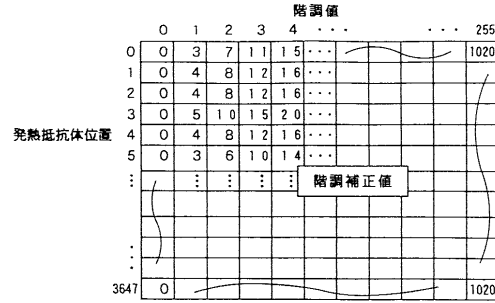 階調値
0 1 2 3 4 ・・・ ・・・ 255
0 0 3 7 11 15 ・・・ 1020
1 0 4 8 12 16 ・・・
2 0 4 8 12 16 ・・・
3 0 5 10 15 20 ・・・
発熱抵抗体位置 4 0 4 8 12 16 ・・・
5 0 3 6 10 14 ・・・
階調補正値
3647 0 1020